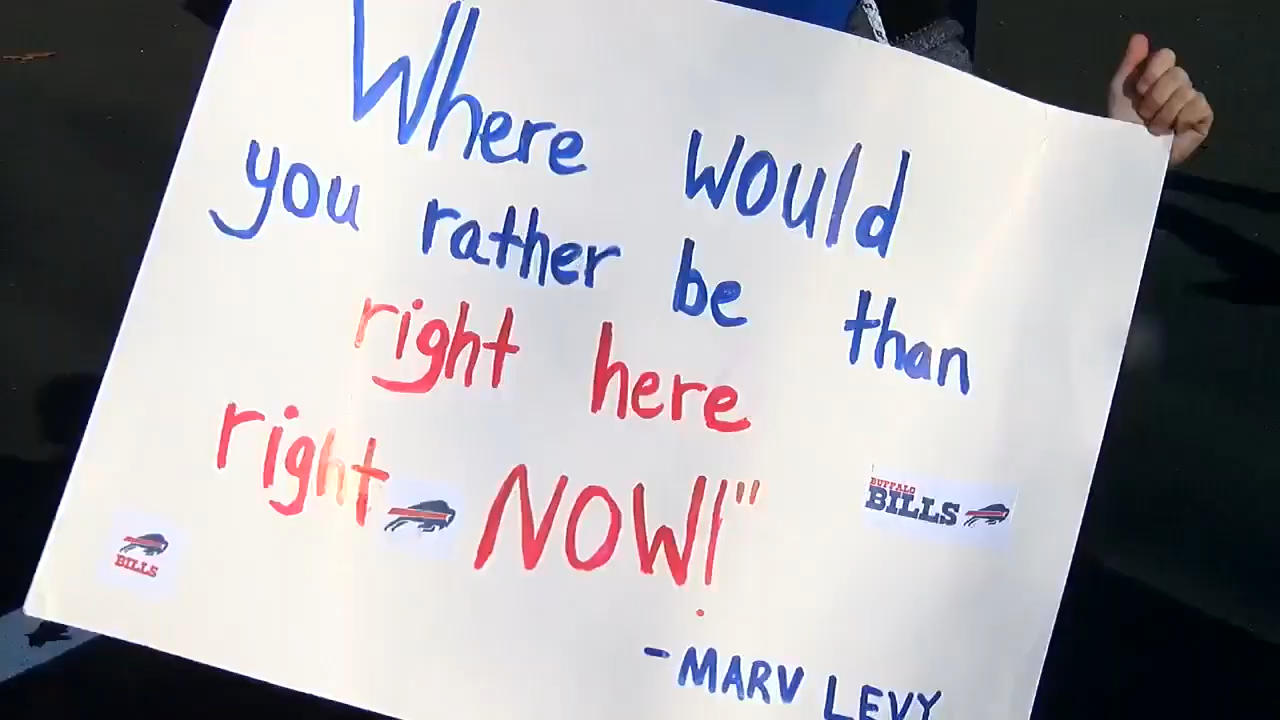 Where would
you rather be than
right here
right NOW!"
BUFFALO
BILLS
BILLS
-MARV LEVY